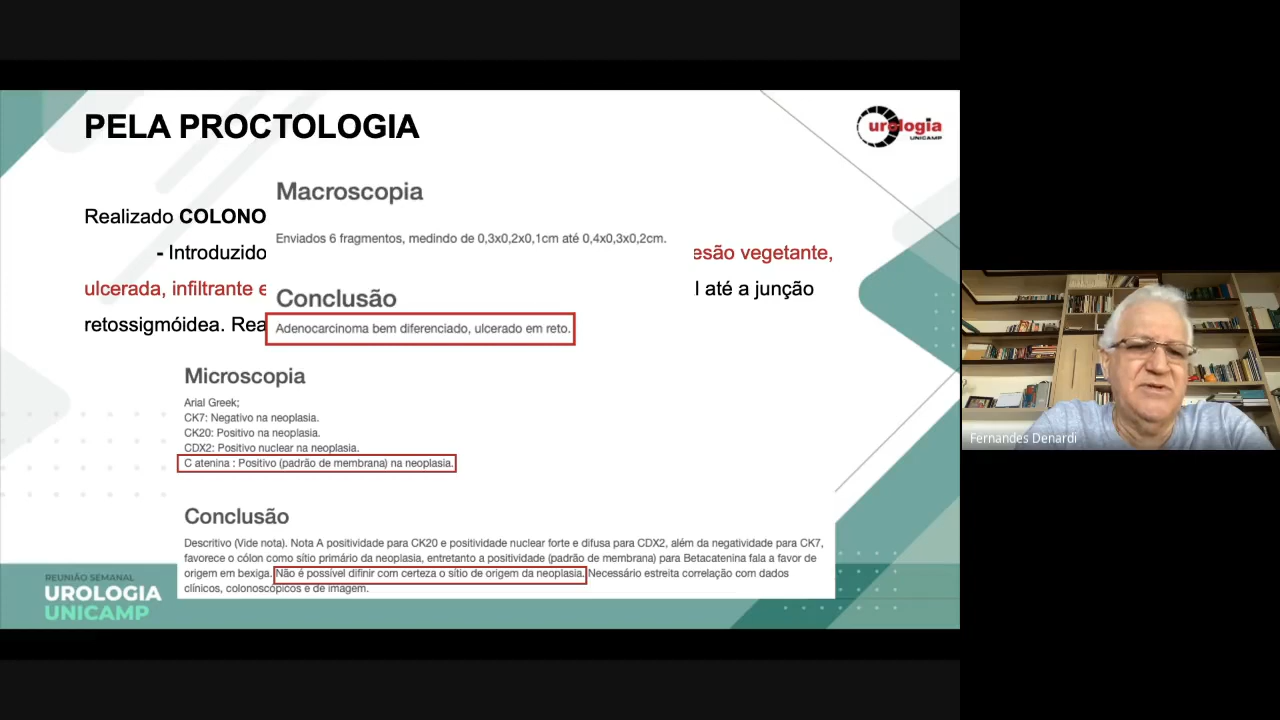 PELA PROCTOLOGIA
urologia
UNICAMP
Macroscopia
Realizado COLONO
Enviados 6 fragmentos, medindo de 0,3x0,2x0,1cm até 0,4x0,3x0,2cm.
- Introduzido
esão vegetante,
ulcerada, infiltrante e
l até a junção
Conclusão
retossigmóidea. Rea
Adenocarcinoma bem diferenciado, ulcerado em reto.
Microscopia
Arial Greek;
CK7: Negativo na neoplasia.
CK20: Positivo na neoplasia.
CDX2: Positivo nuclear na neoplasia.
C atenina : Positivo (padrão de membrana) na neoplasia.
Conclusão
Descritivo (Vide nota). Nota A positividade para CK20 e positividade nuclear forte e difusa para CDX2, além da negatividade para CK7,
favorece o cólon como sítio primário da neoplasia, entretanto a positividade (padrão de membrana) para Betacatenina fala a favor de
origem em bexiga. Não é possível difinir com certeza o sítio de origem da neoplasia. Necessário estreita correlação com dados
clínicos, colonoscópicos e de imagem.
REUNIÃO SEMANAL
UROLOGIA
UNICAMP
Fernandes Denardi